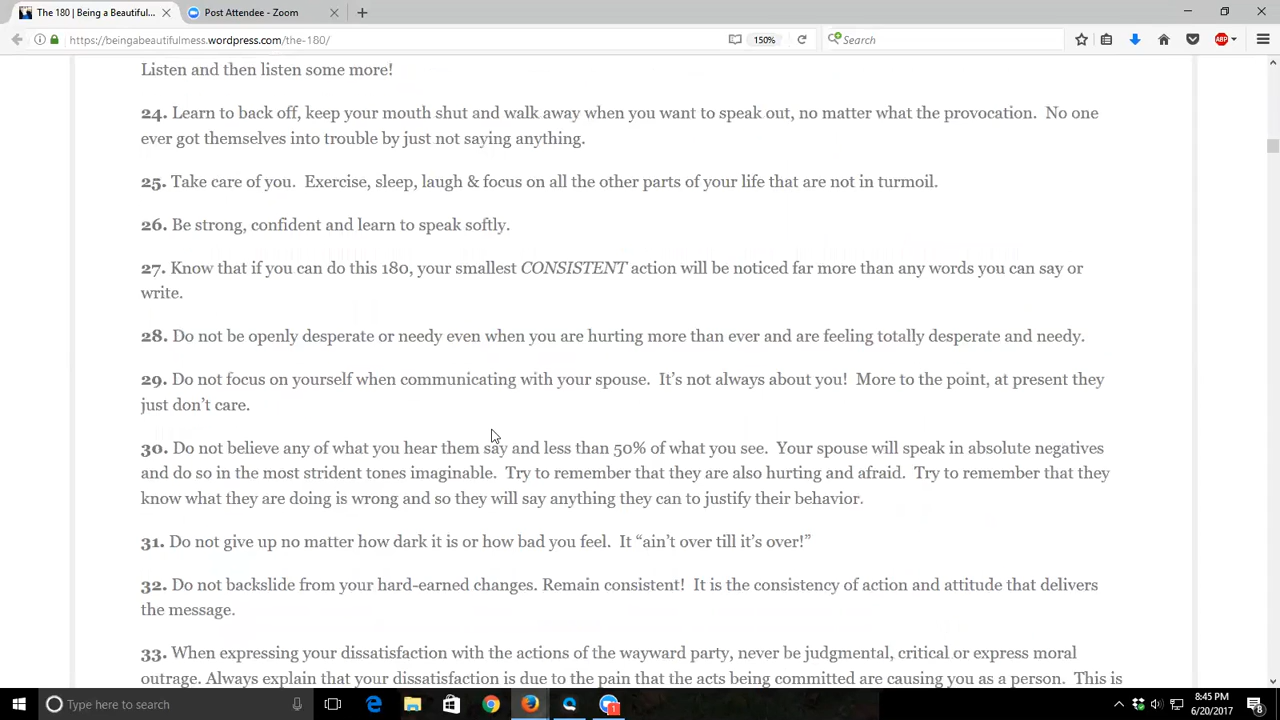 The 180 | Being a Beautiful...
Post Attendee - Zoom
https://beingabeautifulmess.wordpress.com/the-180/
150%
Search
ABP
Listen and then listen some more!
24. Learn to back off, keep your mouth shut and walk away when you want to speak out, no matter what the provocation.  No one
ever got themselves into trouble by just not saying anything.
25. Take care of you.  Exercise, sleep, laugh & focus on all the other parts of your life that are not in turmoil.
26. Be strong, confident and learn to speak softly.
27. Know that if you can do this 180, your smallest CONSISTENT action will be noticed far more than any words you can say or
write.
28. Do not be openly desperate or needy even when you are hurting more than ever and are feeling totally desperate and needy.
29. Do not focus on yourself when communicating with your spouse.  It’s not always about you!  More to the point, at present they
just don’t care.
30. Do not believe any of what you hear them say and less than 50% of what you see.  Your spouse will speak in absolute negatives
and do so in the most strident tones imaginable.  Try to remember that they are also hurting and afraid.  Try to remember that they
know what they are doing is wrong and so they will say anything they can to justify their behavior.
31. Do not give up no matter how dark it is or how bad you feel.  It “ain’t over till it’s over!”
32. Do not backslide from your hard-earned changes. Remain consistent!  It is the consistency of action and attitude that delivers
the message.
33. When expressing your dissatisfaction with the actions of the wayward party, never be judgmental, critical or express moral
outrage. Always explain that your dissatisfaction is due to the pain that the acts being committed are causing you as a person.  This is
Type here to search
1
8:45 PM
6/20/2017
8